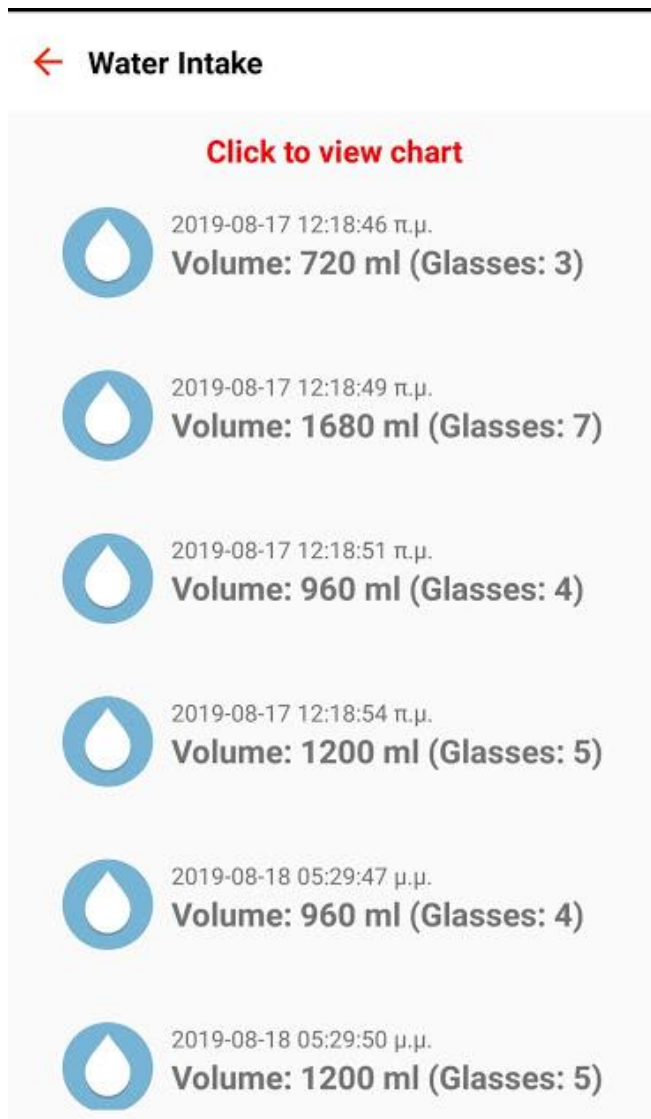 Water Intake
Click to view chart
2019-08-17 12:18:46 π.μ.
Volume: 720 ml (Glasses: 3)
2019-08-17 12:18:49 π.μ.
Volume: 1680 ml (Glasses: 7)
2019-08-17 12:18:51 π.μ.
Volume: 960 ml (Glasses: 4)
2019-08-17 12:18:54 π.μ.
Volume: 1200 ml (Glasses: 5)
2019-08-18 05:29:47 μ.μ.
Volume: 960 ml (Glasses: 4)
2019-08-18 05:29:50 μ.μ.
Volume: 1200 ml (Glasses: 5)